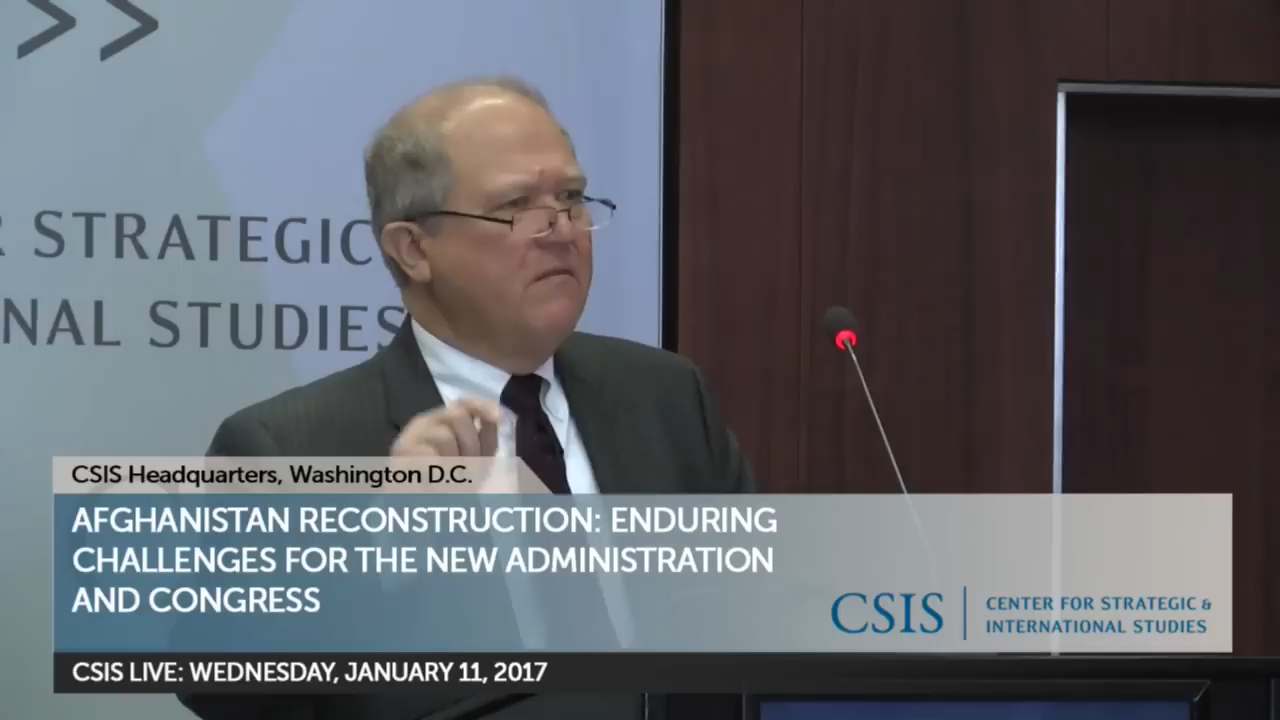 >>
STRATEGIC
NAL STUDIES
CSIS Headquarters, Washington D.C.
AFGHANISTAN RECONSTRUCTION: ENDURING
CHALLENGES FOR THE NEW ADMINISTRATION
AND CONGRESS
CSIS
CENTER FOR STRATEGIC &
INTERNATIONAL STUDIES
CSIS LIVE: WEDNESDAY, JANUARY 11, 2017